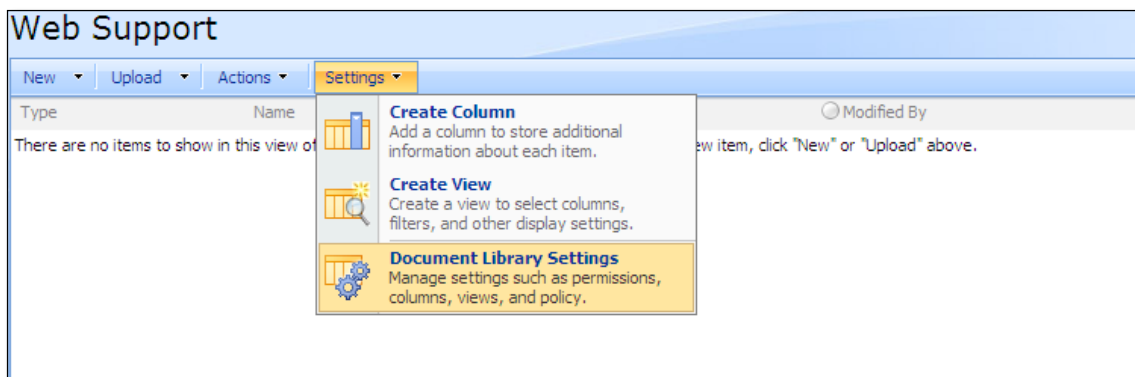 Web Support
New Upload Actions Settings
Type Name Modified By
There are no items to show in this view of ew item, click "New" or "Upload" above.
Create Column
Add a column to store additional
information about each item.
Create View
Create a view to select columns,
filters, and other display settings.
Document Library Settings
Manage settings such as permissions,
columns, views, and policy.